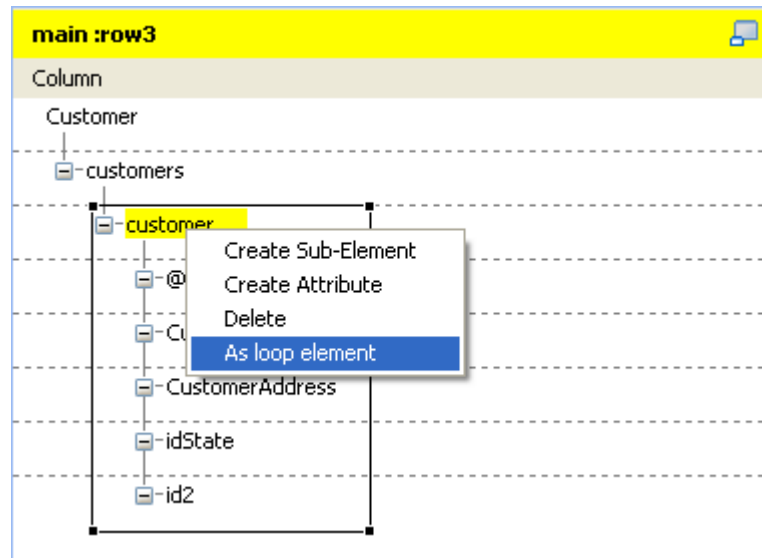 main :row3
Column
Customer
customers
customer
Create Sub-Element
@
Create Attribute
Delete
As loop element
CustomerAddress
idState
id2